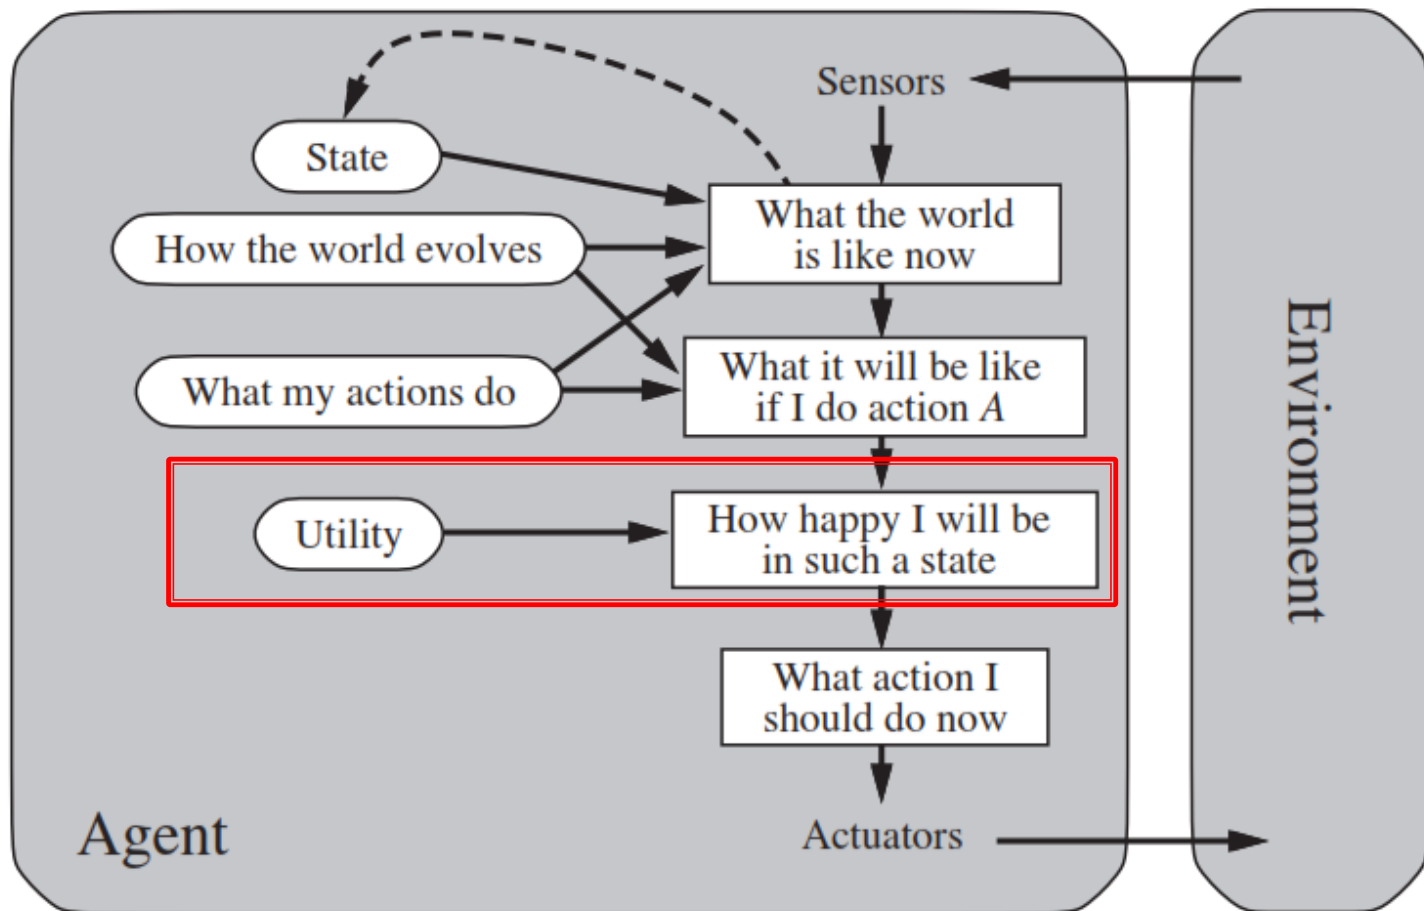 Sensors
State
What the world
is like now
How the world evolves
What my actions do
What it will be like
if I do action A
Utility
How happy I will be
in such a state
What action I
should do now
Agent
Actuators
Environment